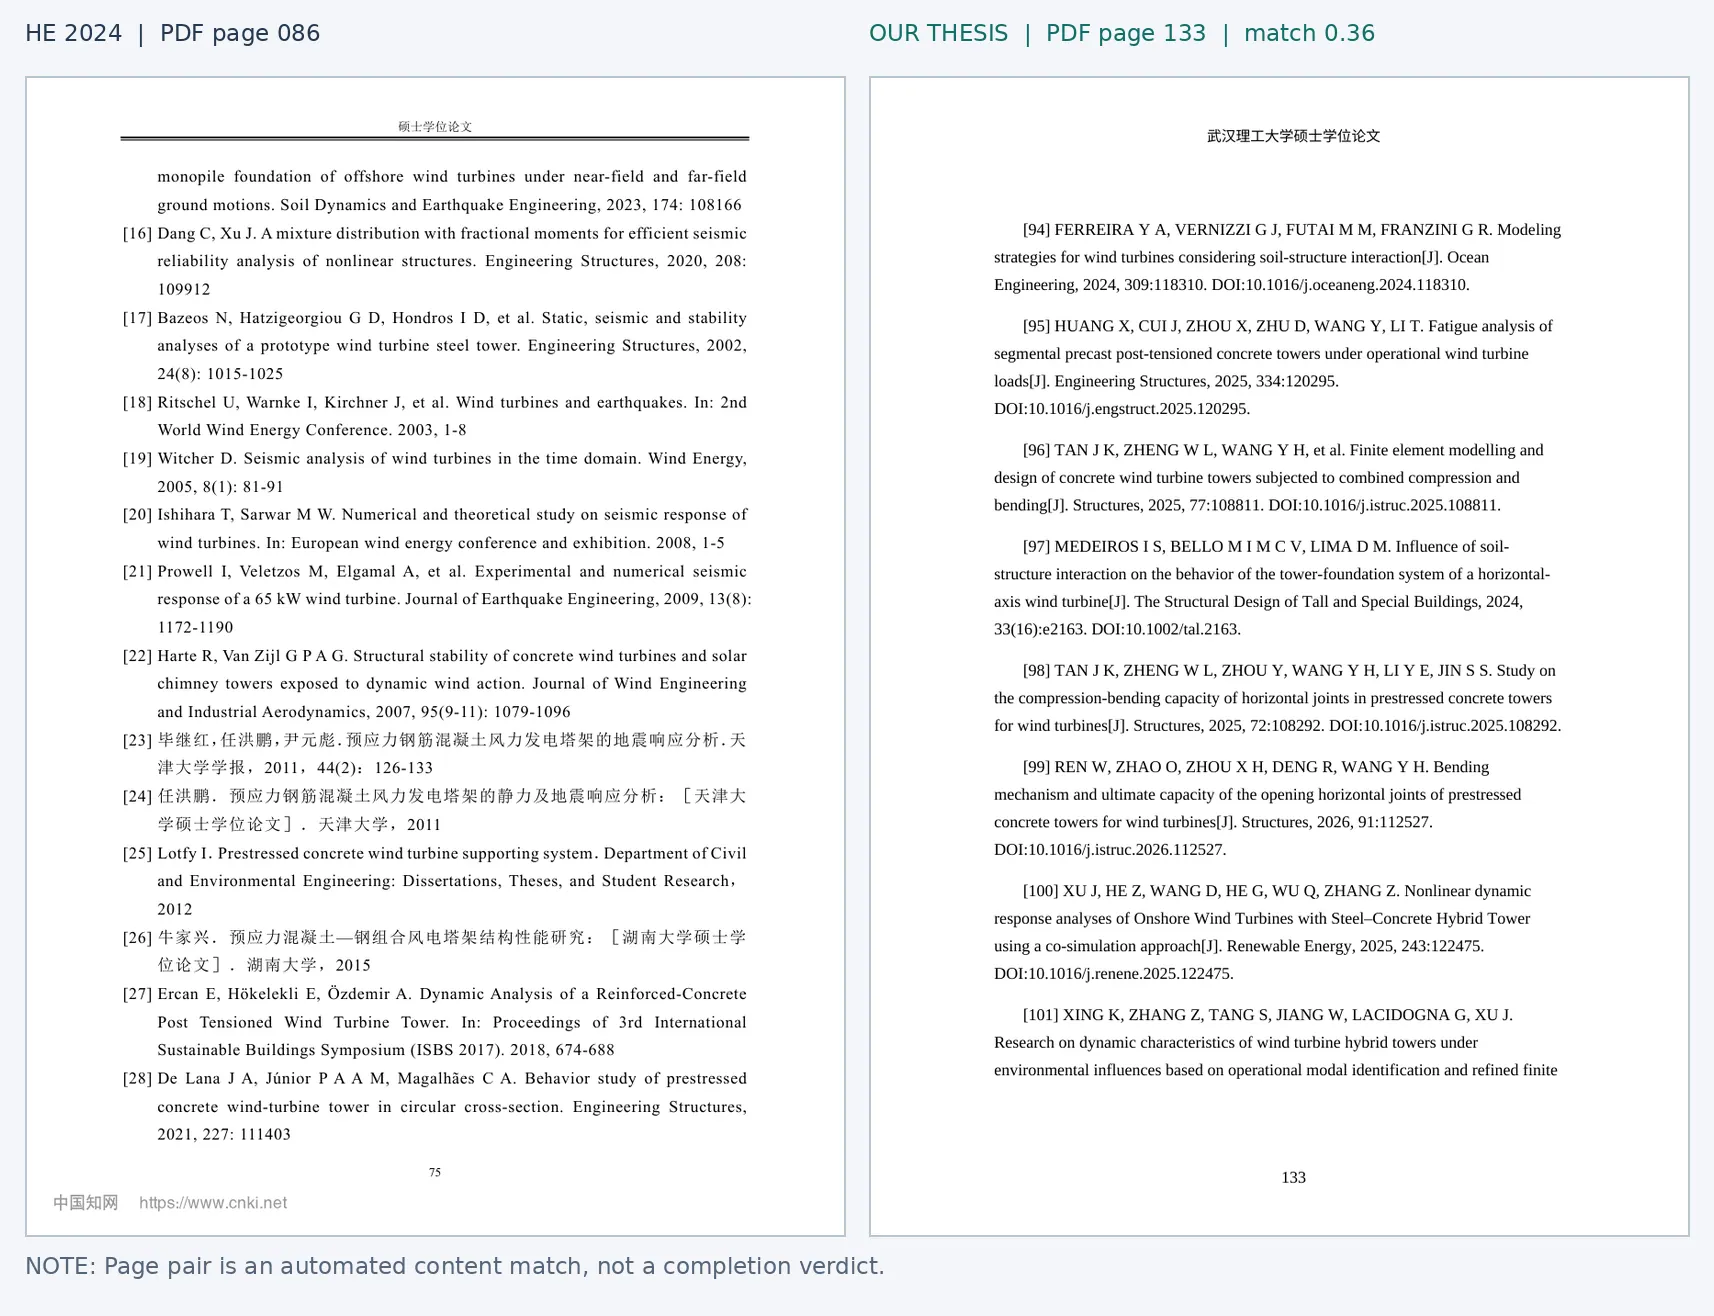 HE 2024 | PDF page 086
硕士学位论文
monopile foundation of offshore wind turbines under near-field and far-field
ground motions. Soil Dynamics and Earthquake Engineering, 2023, 174: 108166
[16] Dang C, Xu J. A mixture distribution with fractional moments for efficient seismic
reliability analysis of nonlinear structures. Engineering Structures, 2020, 208:
109912
[17] Bazeos N, Hatzigeorgiou G D, Hondros I D, et al. Static, seismic and stability
analyses of a prototype wind turbine steel tower. Engineering Structures, 2002,
24(8): 1015-1025
[18] Ritschel U, Warnke I, Kirchner J, et al. Wind turbines and earthquakes. In: 2nd
World Wind Energy Conference. 2003, 1-8
[19] Witcher D. Seismic analysis of wind turbines in the time domain. Wind Energy,
2005, 8(1): 81-91
[20] Ishihara T, Sarwar M W. Numerical and theoretical study on seismic response of
wind turbines. In: European wind energy conference and exhibition. 2008, 1-5
[21] Prowell I, Veletzos M, Elgamal A, et al. Experimental and numerical seismic
response of a 65 kW wind turbine. Journal of Earthquake Engineering, 2009, 13(8):
1172-1190
[22] Harte R, Van Zijl G P A G. Structural stability of concrete wind turbines and solar
chimney towers exposed to dynamic wind action. Journal of Wind Engineering
and Industrial Aerodynamics, 2007, 95(9-11): 1079-1096
[23] 毕继红,任洪鹏,尹元彪.预应力钢筋混凝土风力发电塔架的地震响应分析.天
津大学学报，2011，44(2)：126-133
[24] 任洪鹏．预应力钢筋混凝土风力发电塔架的静力及地震响应分析：［天津大
学硕士学位论文］．天津大学，2011
[25] Lotfy I. Prestressed concrete wind turbine supporting system. Department of Civil
and Environmental Engineering: Dissertations, Theses, and Student Research，
2012
[26] 牛家兴．预应力混凝土—钢组合风电塔架结构性能研究：［湖南大学硕士学
位论文］．湖南大学，2015
[27] Ercan E, Hökelekli E, Özdemir A. Dynamic Analysis of a Reinforced-Concrete
Post Tensioned Wind Turbine Tower. In: Proceedings of 3rd International
Sustainable Buildings Symposium (ISBS 2017). 2018, 674-688
[28] De Lana J A, Júnior P A A M, Magalhães C A. Behavior study of prestressed
concrete wind-turbine tower in circular cross-section. Engineering Structures,
2021, 227: 111403
75
中国知网 https://www.cnki.net
OUR THESIS | PDF page 133 | match 0.36
武汉理工大学硕士学位论文
[94] FERREIRA Y A, VERNIZZI G J, FUTAI M M, FRANZINI G R. Modeling
strategies for wind turbines considering soil-structure interaction[J]. Ocean
Engineering, 2024, 309:118310. DOI:10.1016/j.oceaneng.2024.118310.
[95] HUANG X, CUI J, ZHOU X, ZHU D, WANG Y, LI T. Fatigue analysis of
segmental precast post-tensioned concrete towers under operational wind turbine
loads[J]. Engineering Structures, 2025, 334:120295.
DOI:10.1016/j.engstruct.2025.120295.
[96] TAN J K, ZHENG W L, WANG Y H, et al. Finite element modelling and
design of concrete wind turbine towers subjected to combined compression and
bending[J]. Structures, 2025, 77:108811. DOI:10.1016/j.istruc.2025.108811.
[97] MEDEIROS I S, BELLO M I M C V, LIMA D M. Influence of soil-
structure interaction on the behavior of the tower-foundation system of a horizontal-
axis wind turbine[J]. The Structural Design of Tall and Special Buildings, 2024,
33(16):e2163. DOI:10.1002/tal.2163.
[98] TAN J K, ZHENG W L, ZHOU Y, WANG Y H, LI Y E, JIN S S. Study on
the compression-bending capacity of horizontal joints in prestressed concrete towers
for wind turbines[J]. Structures, 2025, 72:108292. DOI:10.1016/j.istruc.2025.108292.
[99] REN W, ZHAO O, ZHOU X H, DENG R, WANG Y H. Bending
mechanism and ultimate capacity of the opening horizontal joints of prestressed
concrete towers for wind turbines[J]. Structures, 2026, 91:112527.
DOI:10.1016/j.istruc.2026.112527.
[100] XU J, HE Z, WANG D, HE G, WU Q, ZHANG Z. Nonlinear dynamic
response analyses of Onshore Wind Turbines with Steel–Concrete Hybrid Tower
using a co-simulation approach[J]. Renewable Energy, 2025, 243:122475.
DOI:10.1016/j.renene.2025.122475.
[101] XING K, ZHANG Z, TANG S, JIANG W, LACIDOGNA G, XU J.
Research on dynamic characteristics of wind turbine hybrid towers under
environmental influences based on operational modal identification and refined finite
133
NOTE: Page pair is an automated content match, not a completion verdict.